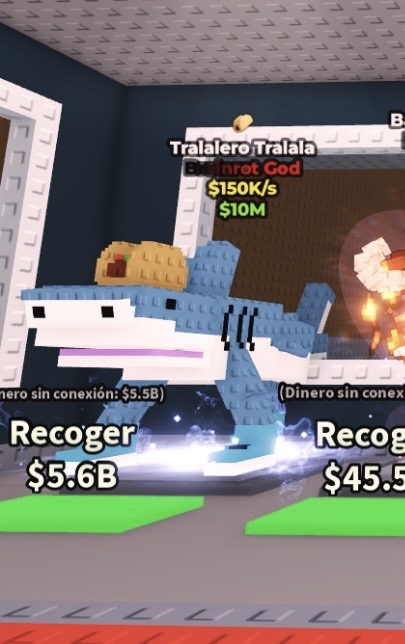 Tralalero Tralala
Brainrot God
$150K/s
$10M
nero sin conexión: $5.5B)
Recoger
$5.6B
B
(Dinero sin conex
Recog
$45.5